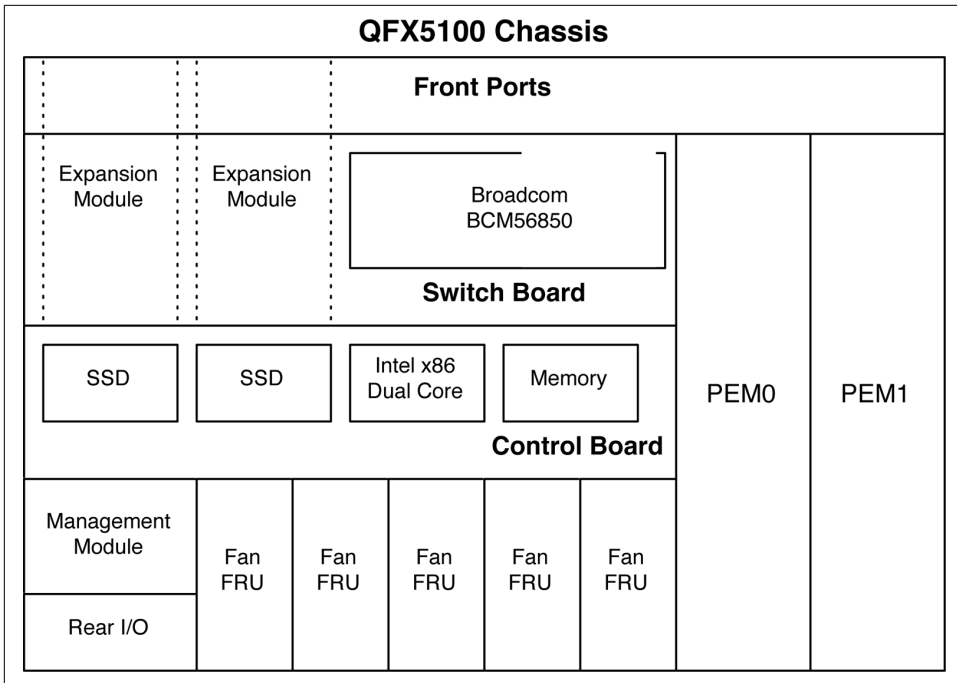 QFX5100 Chassis
Front Ports
Expansion
Module
Expansion
Module
Broadcom
BCM56850
Switch Board
SSD
SSD
Intel x86
Dual Core
Memory
Control Board
PEM0
PEM1
Management
Module
Rear I/O
Fan
FRU
Fan
FRU
Fan
FRU
Fan
FRU
Fan
FRU